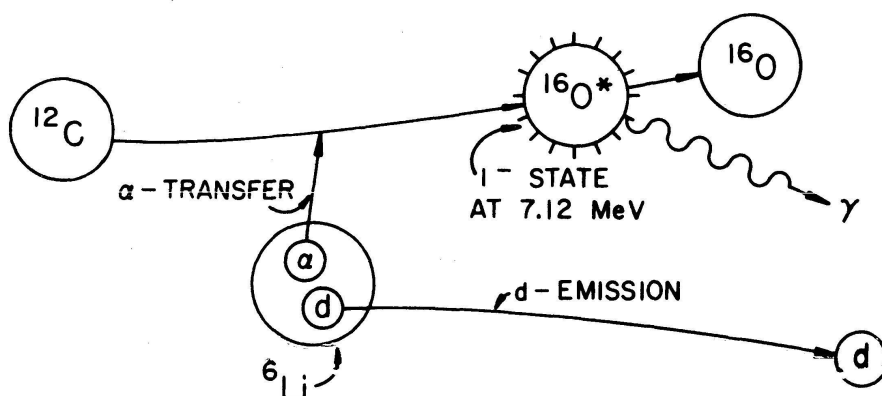 ¹²C
¹⁶O*
¹⁶O
α-TRANSFER
1⁻ STATE
AT 7.12 MeV
γ
α
d
d-EMISSION
d
⁶Li